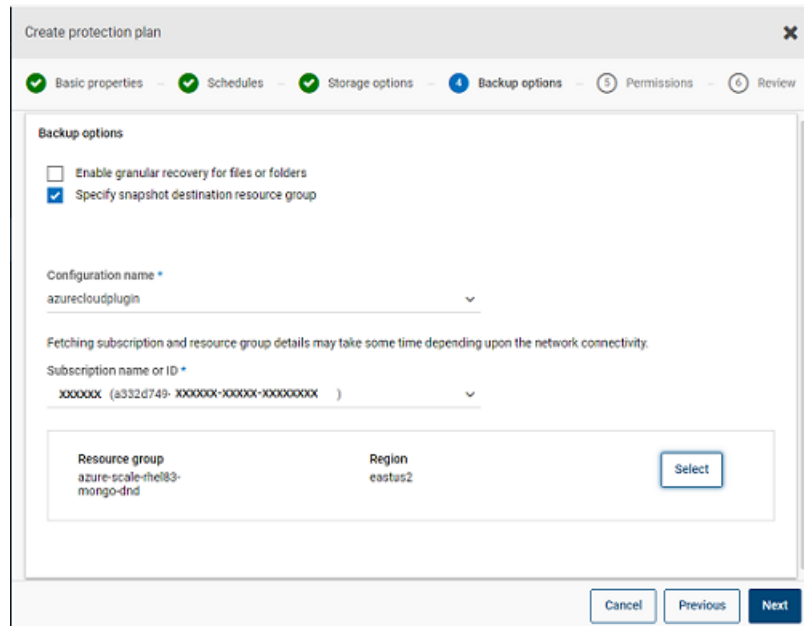 Create protection plan
Basic properties – Schedules – Storage options – 4 Backup options – 5 Permissions – 6 Review
Backup options
Enable granular recovery for files or folders
Specify snapshot destination resource group
Configuration name *
azurecloudplugin
Fetching subscription and resource group details may take some time depending upon the network connectivity.
Subscription name or ID *
XXXXXX (a332d749- XXXXXX-XXXXX-XXXXXXXX )
Resource group Region
azure-scale-rhel83- eastus2 Select
mongo-dnd
Cancel Previous Next